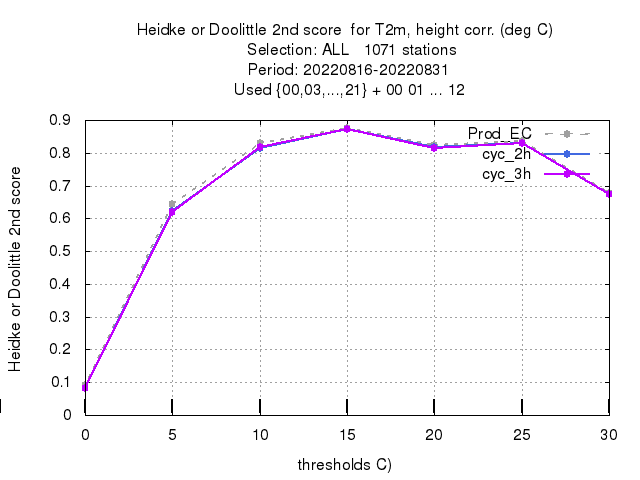 Heidke or Doolittle 2nd score  for T2m, height corr. (deg C)
Selection: ALL   1071 stations
Period: 20220816-20220831
Used {00,03,...,21} + 00 01 ... 12
Heidke or Doolittle 2nd score
0.9
0.8
0.7
0.6
0.5
0.4
0.3
0.2
0.1
0
Prod_EC
cyc_2h
cyc_3h
0 5 10 15 20 25 30
thresholds C)